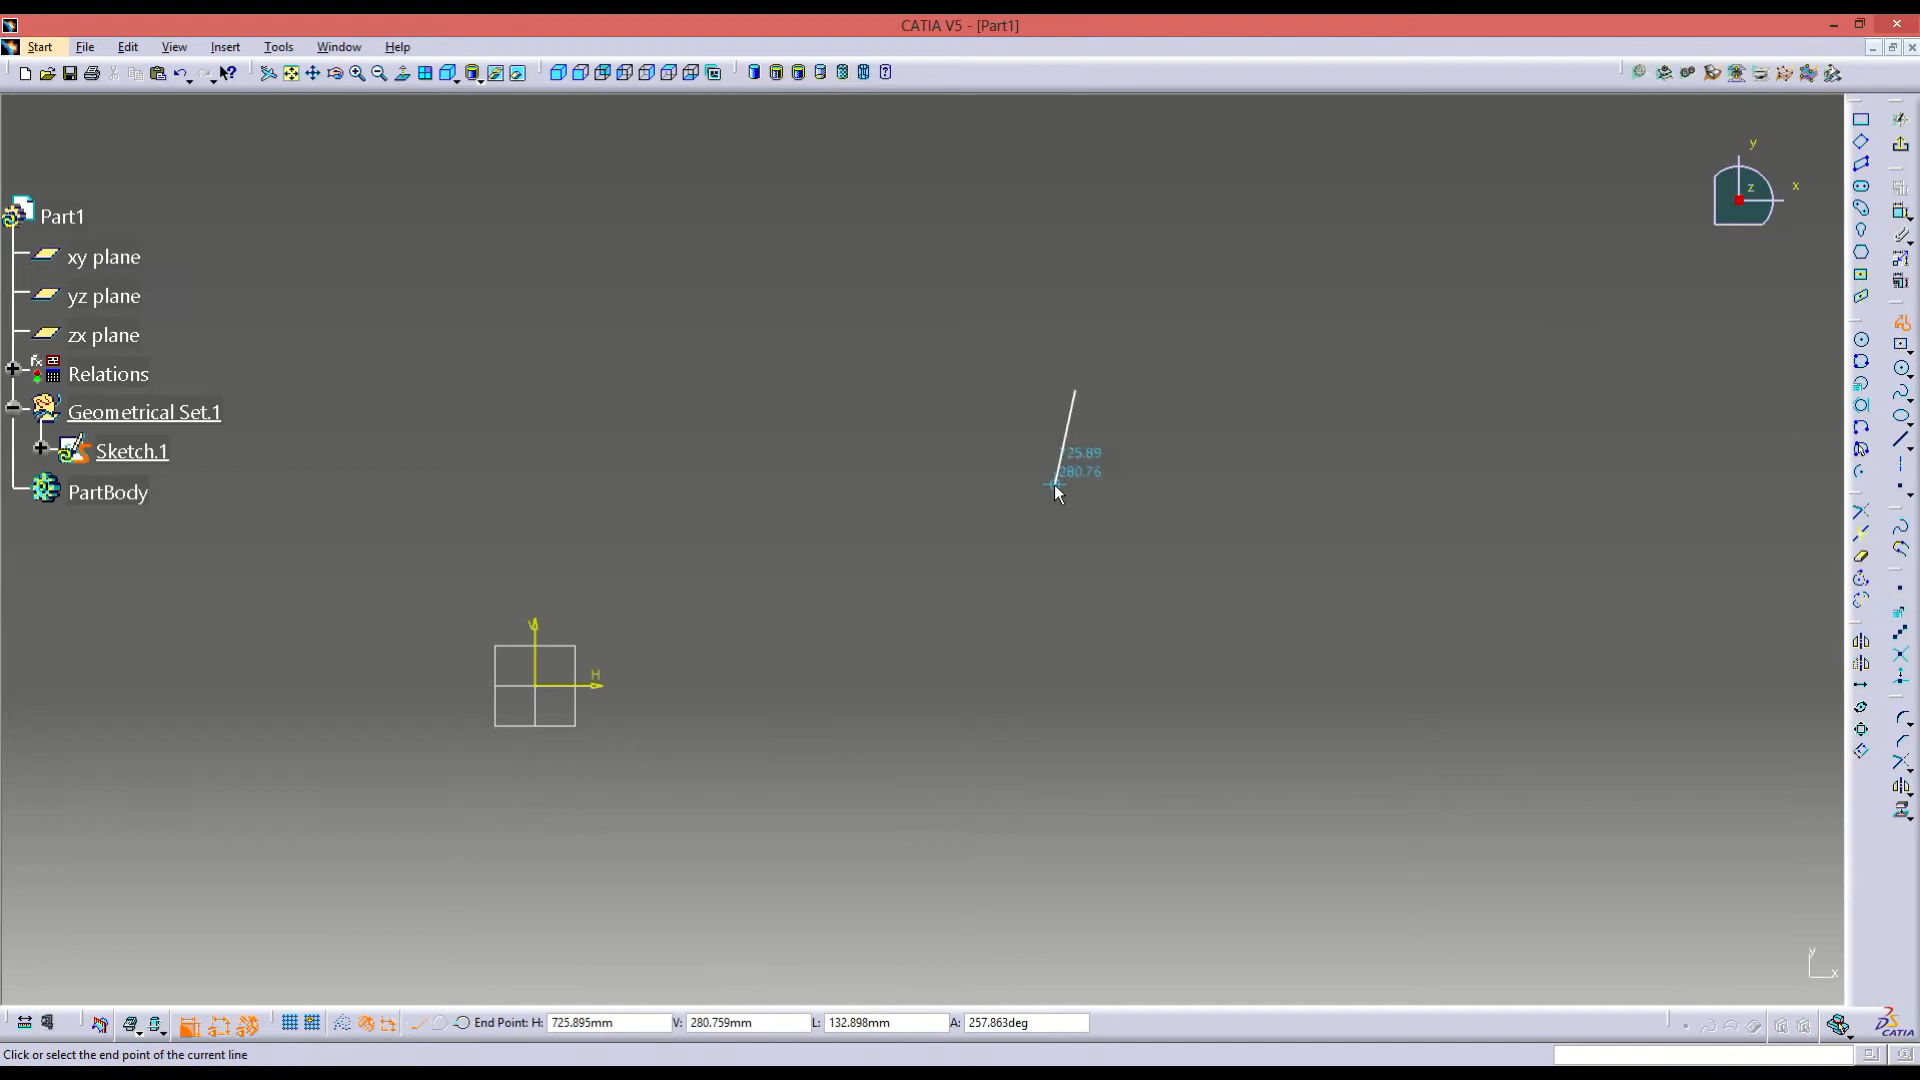 CATIA V5 - [Part1]
Start File Edit View Insert Tools Window Help
y
x
z
Part1
xy plane
yz plane
zx plane
Relations
Geometrical Set.1
Sketch.1
PartBody
725.89
280.76
V
H
y
x
End Point: H: 725.895mm V: 280.759mm L: 132.898mm A: 257.863deg
CATIA
Click or select the end point of the current line